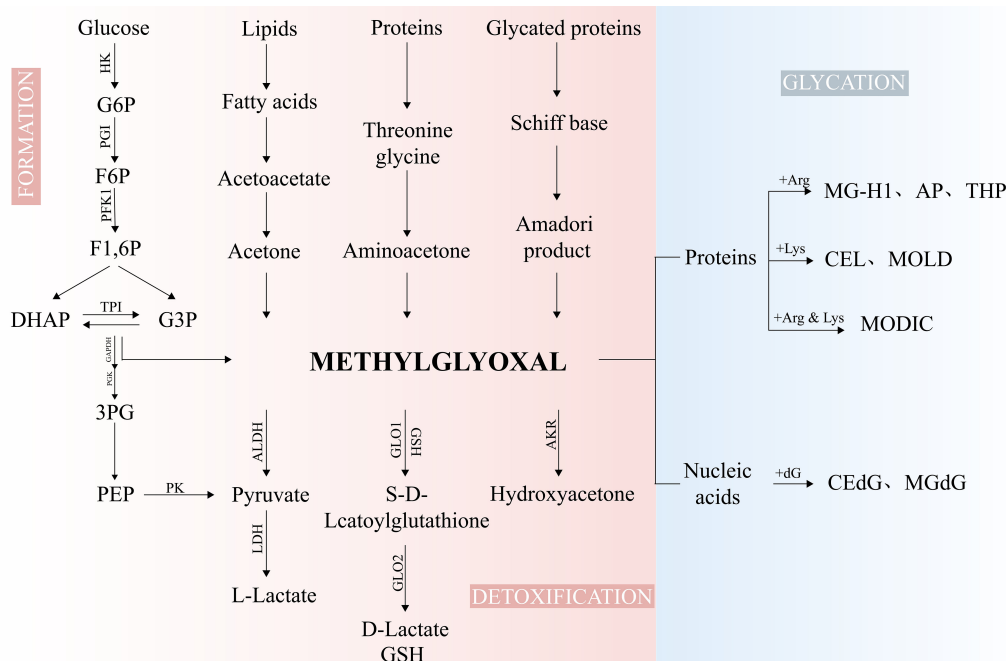 FORMATION
Glucose
HK
G6P
PGI
F6P
PFK1
F1,6P
DHAP
TPI
G3P
GAPDH
PGK
3PG
PEP
PK
Lipids
Fatty acids
Acetoacetate
Acetone
Proteins
Threonine
glycine
Aminoacetone
Glycated proteins
Schiff base
Amadori
product
METHYLGLYOXAL
ALDH
Pyruvate
LDH
L-Lactate
GLO1
GSH
S-D-
Lcatoylglutathione
GLO2
D-Lactate
GSH
AKR
Hydroxyacetone
DETOXIFICATION
GLYCATION
Proteins
+Arg
MG-H1、AP、THP
+Lys
CEL、MOLD
+Arg & Lys
MODIC
Nucleic
acids
+dG
CEdG、MGdG